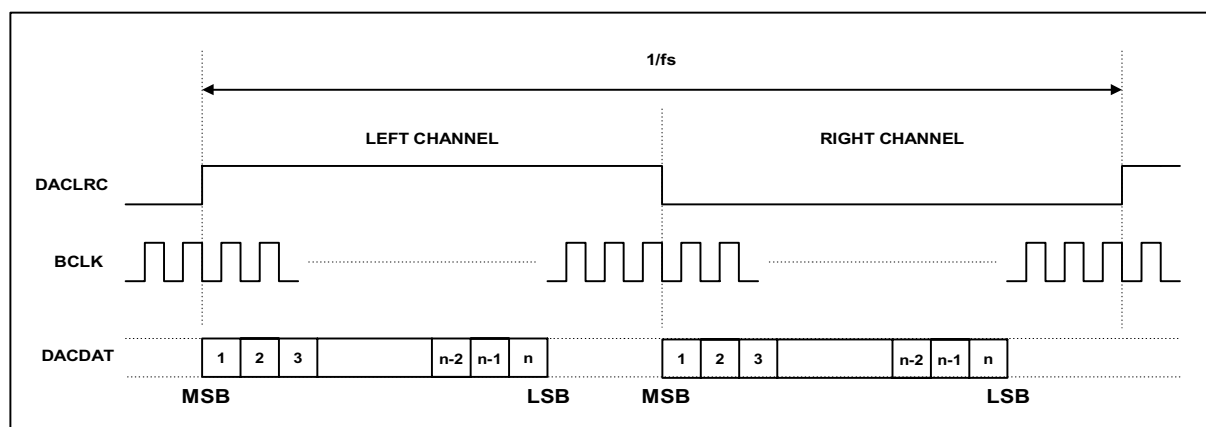 1/fs
LEFT CHANNEL RIGHT CHANNEL
DACLRC
BCLK
DACDAT 1 2 3 n-2 n-1 n 1 2 3 n-2 n-1 n
MSB LSB MSB LSB